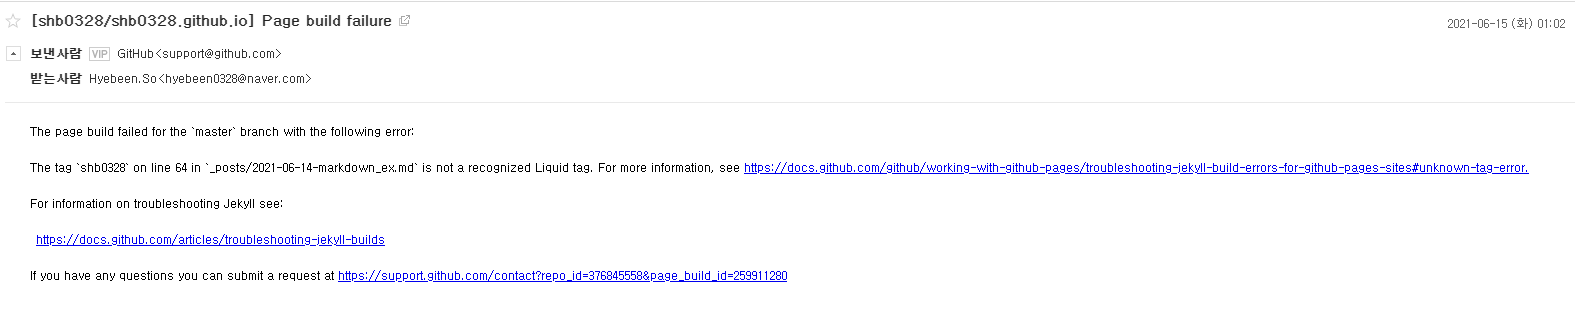 [shb0328/shb0328.github.io] Page build failure
2021-06-15 (화) 01:02
보낸사람 VIP GitHub<support@github.com>
받는사람 Hyebeen.So<hyebeen0328@naver.com>
The page build failed for the `master` branch with the following error:
The tag `shb0328` on line 64 in `_posts/2021-06-14-markdown_ex.md` is not a recognized Liquid tag. For more information, see https://docs.github.com/github/working-with-github-pages/troubleshooting-jekyll-build-errors-for-github-pages-sites#unknown-tag-error.
For information on troubleshooting Jekyll see:
https://docs.github.com/articles/troubleshooting-jekyll-builds
If you have any questions you can submit a request at https://support.github.com/contact?repo_id=376845558&page_build_id=259911280